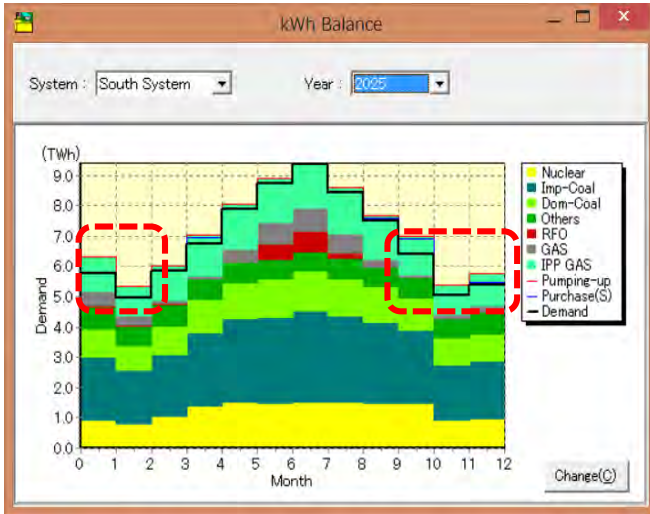 kWh Balance
System : South System
Year : 2025
(TWh)
9.0
8.0
7.0
6.0
5.0
4.0
3.0
2.0
1.0
0.0
Demand
0 1 2 3 4 5 6 7 8 9 10 11 12
Month
Nuclear
Imp-Coal
Dom-Coal
Others
RFO
GAS
IPP GAS
Pumping-up
Purchase(S)
Demand
Change(C)